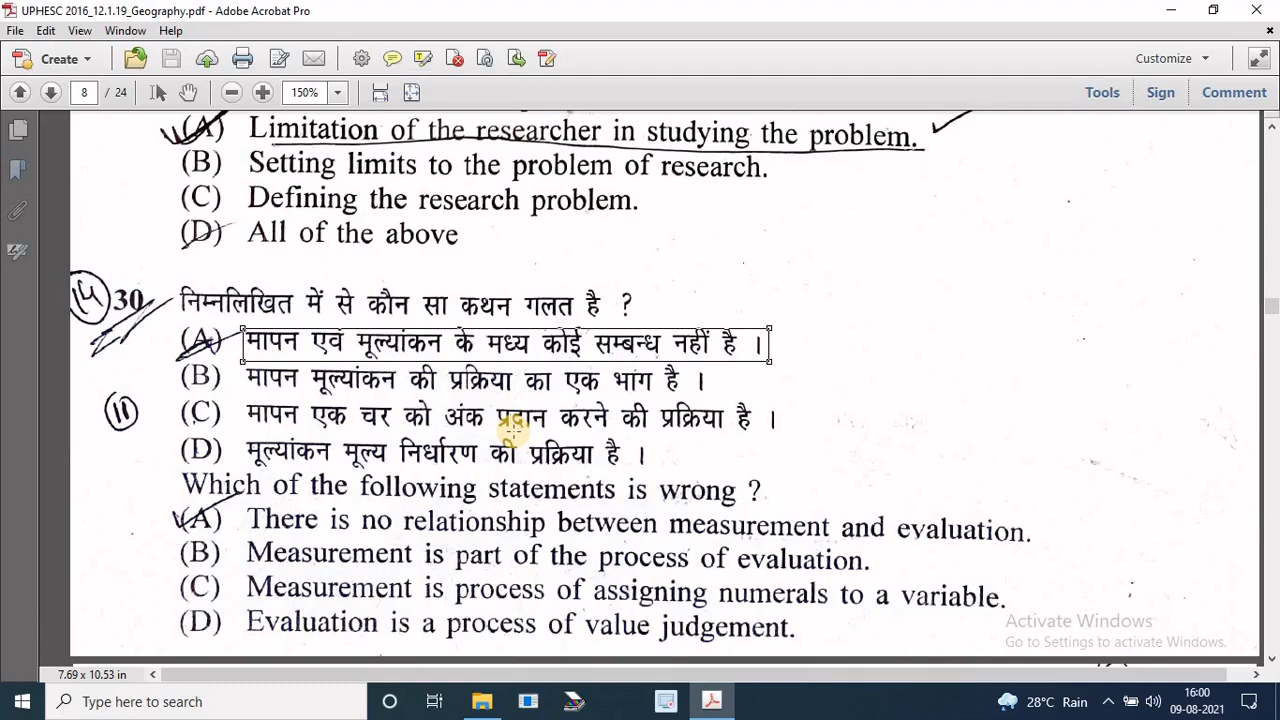 UPHESC 2016_12.1.19_Geography.pdf - Adobe Acrobat Pro
File Edit View Window Help
Create Customize
8 / 24 150% Tools Sign Comment
(A) Limitation of the researcher in studying the problem.
(B) Setting limits to the problem of research.
(C) Defining the research problem.
(D) All of the above
14 30 निम्नलिखित में से कौन सा कथन गलत है ?
(A) मापन एवं मूल्यांकन के मध्य कोई सम्बन्ध नहीं है ।
(B) मापन मूल्यांकन की प्रक्रिया का एक भाग है ।
11 (C) मापन एक चर को अंक प्रदान करने की प्रक्रिया है ।
(D) मूल्यांकन मूल्य निर्धारण की प्रक्रिया है ।
Which of the following statements is wrong ?
(A) There is no relationship between measurement and evaluation.
(B) Measurement is part of the process of evaluation.
(C) Measurement is process of assigning numerals to a variable.
(D) Evaluation is a process of value judgement.
Activate Windows
Go to Settings to activate Windows.
7.69 x 10.53 in
Type here to search 28°C Rain 16:00
09-08-2021